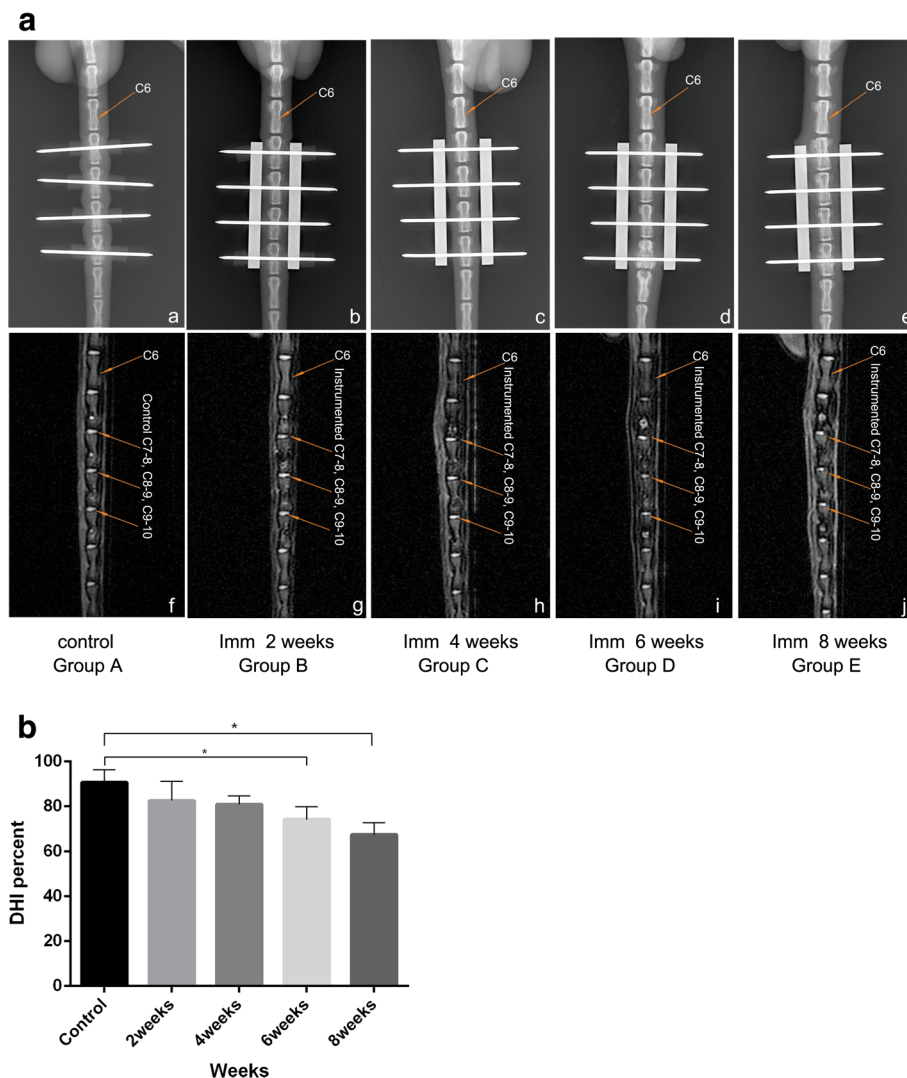 a
C6
C6
C6
C6
C6
a
b
c
d
e
C6
Control C7-8, C8-9, C9-10
C6
Instrumented C7-8, C8-9, C9-10
C6
Instrumented C7-8, C8-9, C9-10
C6
Instrumented C7-8, C8-9, C9-10
C6
Instrumented C7-8, C8-9, C9-10
f
g
h
i
j
control
Group A
Imm 2 weeks
Group B
Imm 4 weeks
Group C
Imm 6 weeks
Group D
Imm 8 weeks
Group E
b
*
*
100
80
60
40
20
0
DHI percent
Control
2weeks
4weeks
6weeks
8weeks
Weeks